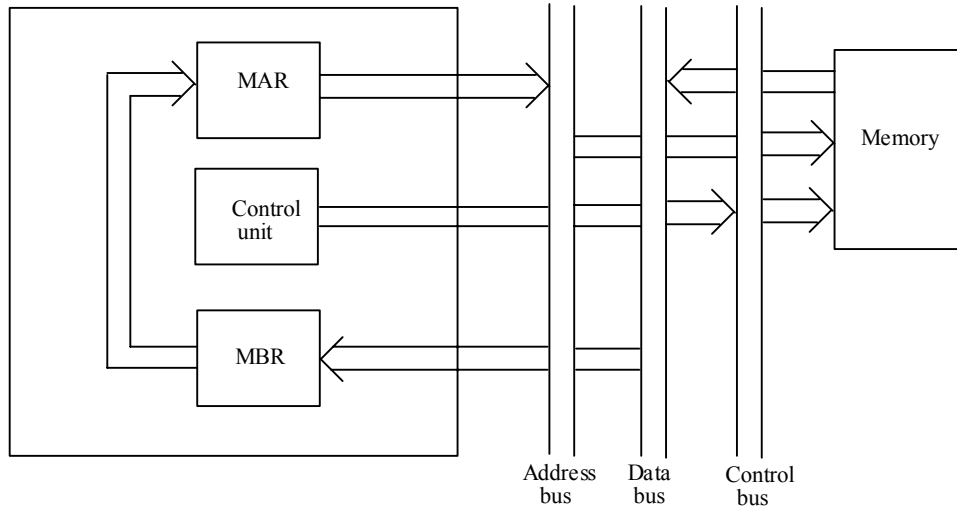 MAR
Memory
Control
unit
MBR
Address
bus
Data
bus
Control
bus